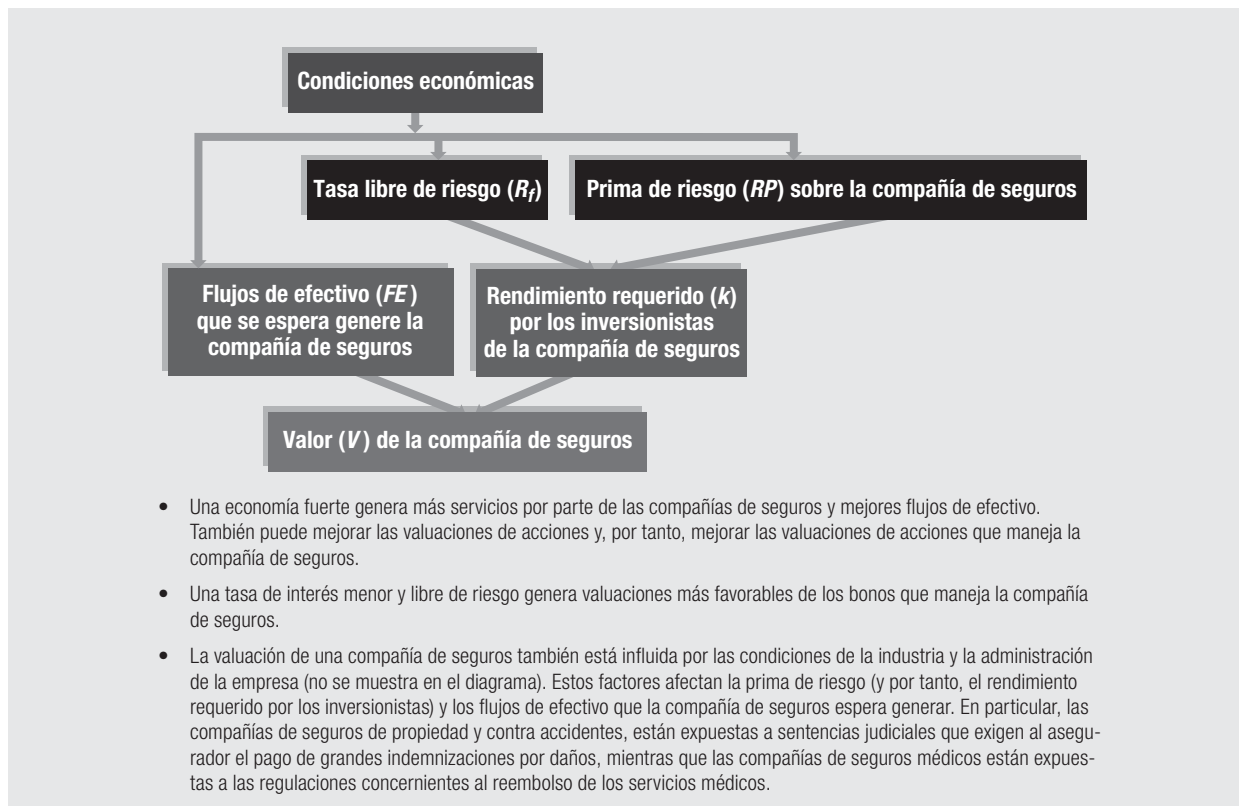 Condiciones económicas
Tasa libre de riesgo (Rf)
Prima de riesgo (RP) sobre la compañía de seguros
Flujos de efectivo (FE)
que se espera genere la
compañía de seguros
Rendimiento requerido (k)
por los inversionistas
de la compañía de seguros
Valor (V) de la compañía de seguros
• Una economía fuerte genera más servicios por parte de las compañías de seguros y mejores flujos de efectivo.
También puede mejorar las valuaciones de acciones y, por tanto, mejorar las valuaciones de acciones que maneja la
compañía de seguros.
• Una tasa de interés menor y libre de riesgo genera valuaciones más favorables de los bonos que maneja la compañía
de seguros.
• La valuación de una compañía de seguros también está influida por las condiciones de la industria y la administración
de la empresa (no se muestra en el diagrama). Estos factores afectan la prima de riesgo (y por tanto, el rendimiento
requerido por los inversionistas) y los flujos de efectivo que la compañía de seguros espera generar. En particular, las
compañías de seguros de propiedad y contra accidentes, están expuestas a sentencias judiciales que exigen al asegu-
rador el pago de grandes indemnizaciones por daños, mientras que las compañías de seguros médicos están expues-
tas a las regulaciones concernientes al reembolso de los servicios médicos.